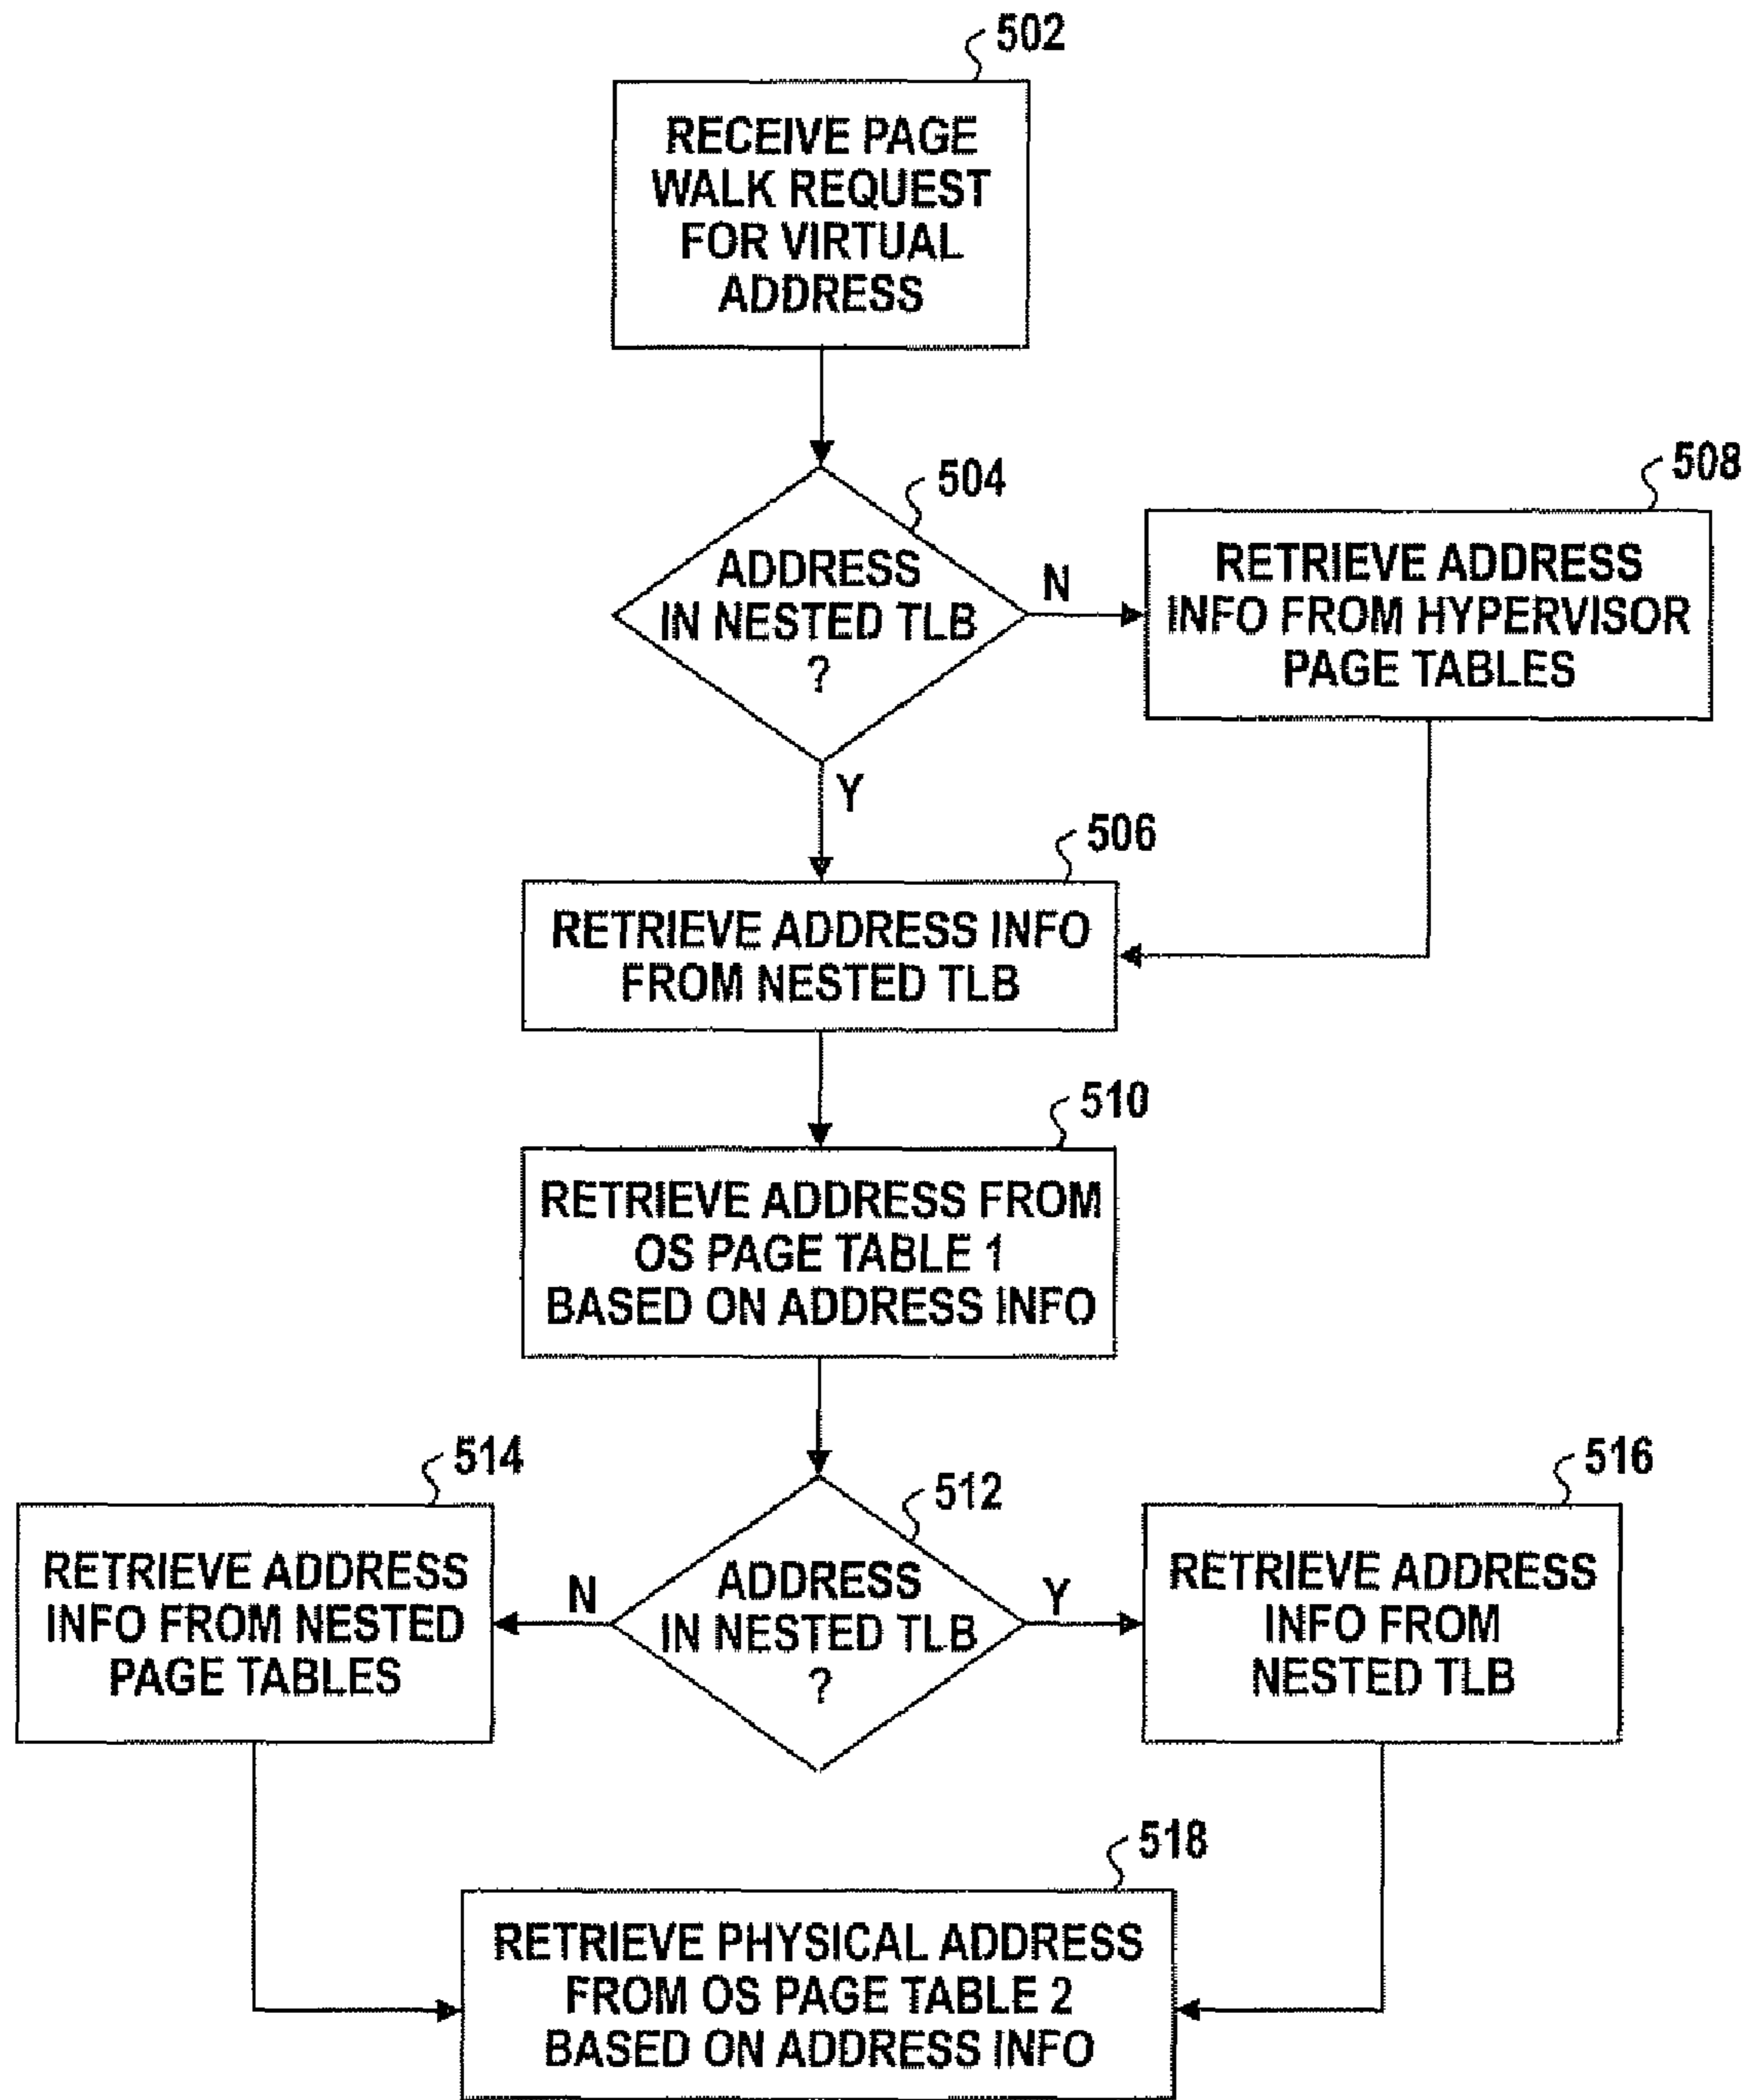 502
RECEIVE PAGE
WALK REQUEST
FOR VIRTUAL
ADDRESS
504
ADDRESS
IN NESTED TLB
?
N
Y
508
RETRIEVE ADDRESS
INFO FROM HYPERVISOR
PAGE TABLES
506
RETRIEVE ADDRESS INFO
FROM NESTED TLB
510
RETRIEVE ADDRESS FROM
OS PAGE TABLE 1
BASED ON ADDRESS INFO
514
RETRIEVE ADDRESS
INFO FROM NESTED
PAGE TABLES
512
ADDRESS
IN NESTED TLB
?
N
Y
516
RETRIEVE ADDRESS
INFO FROM
NESTED TLB
518
RETRIEVE PHYSICAL ADDRESS
FROM OS PAGE TABLE 2
BASED ON ADDRESS INFO